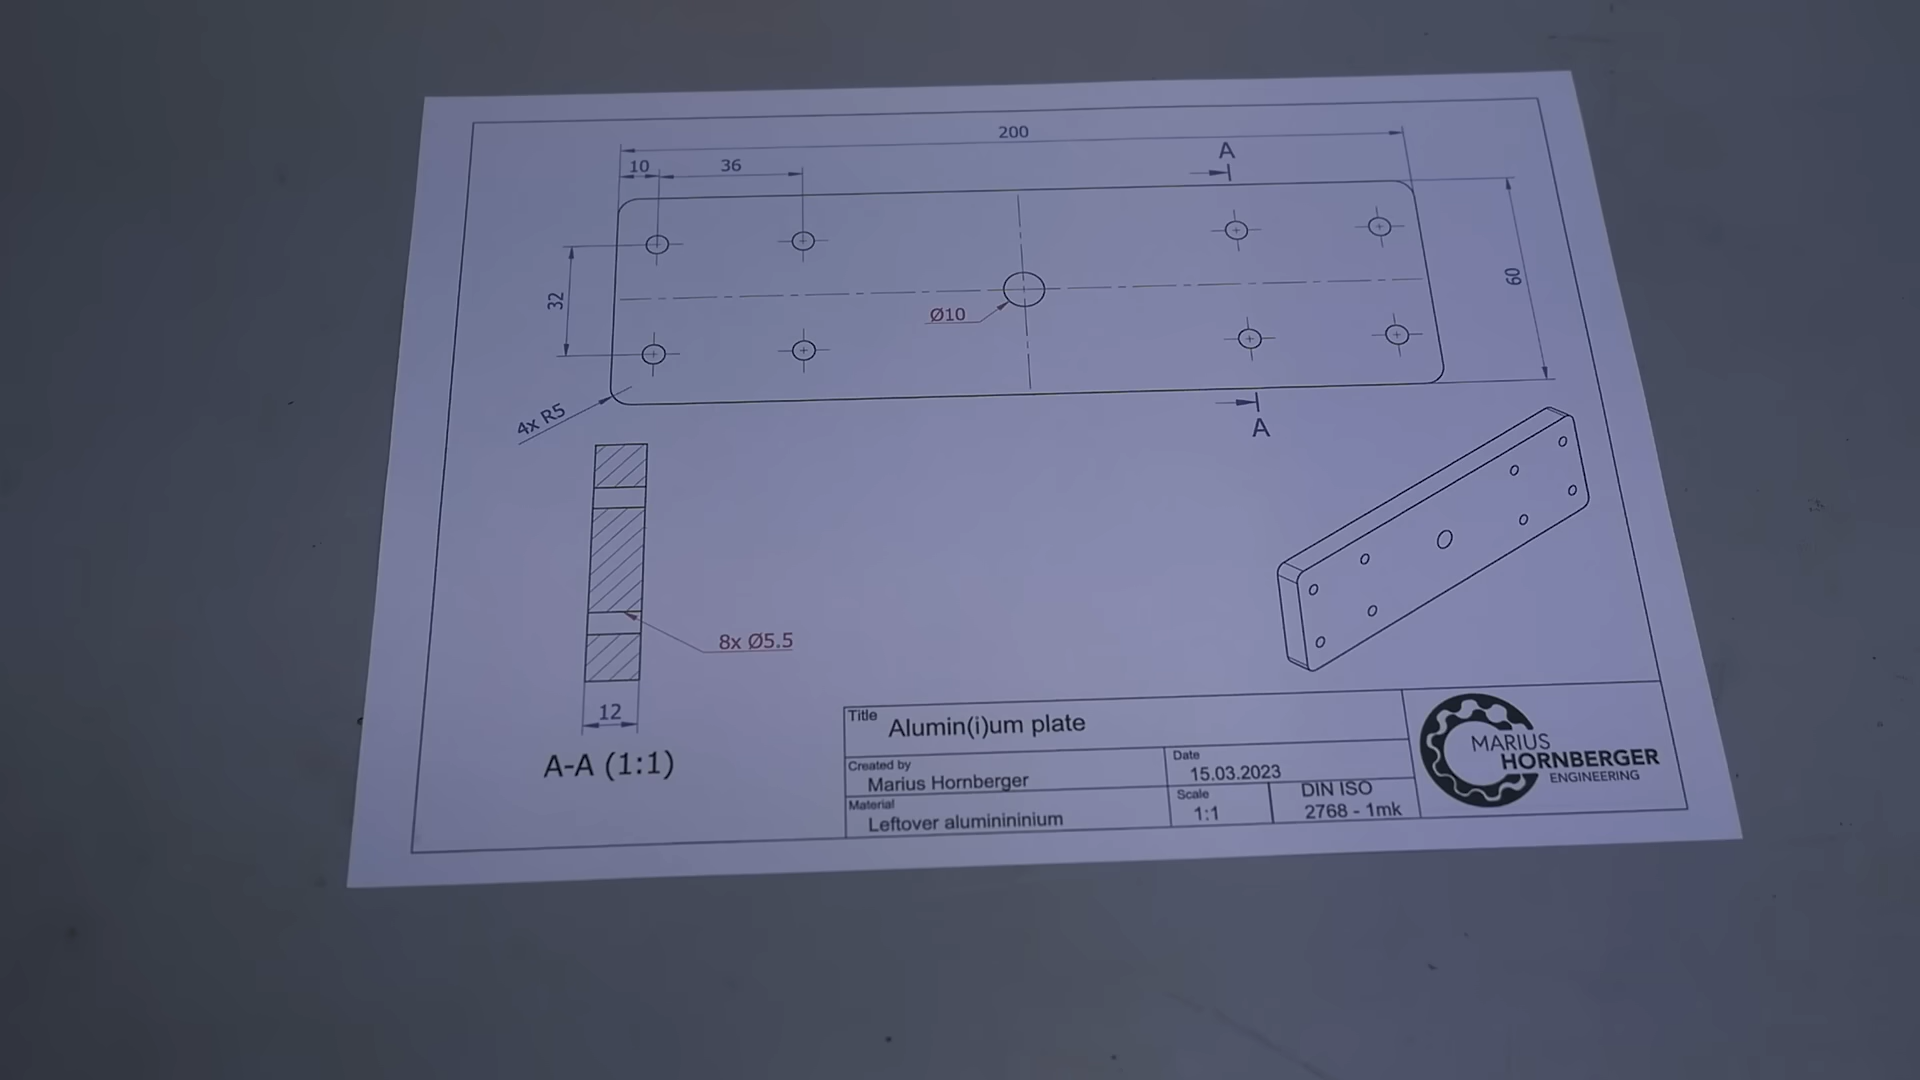 200
A
10
36
32
60
Ø10
4x R5
A
8x Ø5.5
12
A-A (1:1)
Title
Alumin(i)um plate
Created by
Marius Hornberger
Date
15.03.2023
Material
Leftover aluminininium
Scale
1:1
DIN ISO
2768 - 1mk
MARIUS
HORNBERGER
ENGINEERING